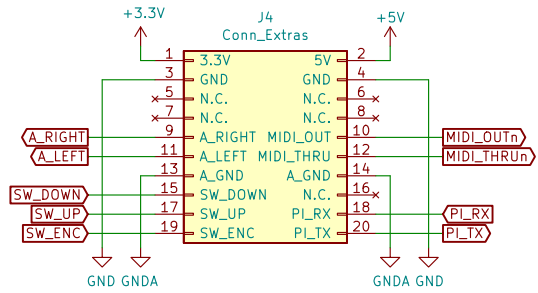 +3.3V J4 +5V
Conn_Extras
1 3.3V 5V 2
3 GND GND 4
5 N.C. N.C. 6
7 N.C. N.C. 8
A_RIGHT 9 A_RIGHT MIDI_OUT 10 MIDI_OUTn
A_LEFT 11 A_LEFT MIDI_THRU 12 MIDI_THRUn
13 A_GND A_GND 14
SW_DOWN 15 SW_DOWN N.C. 16
SW_UP 17 SW_UP PI_RX 18 PI_RX
SW_ENC 19 SW_ENC PI_TX 20 PI_TX
GND GNDA GNDA GND